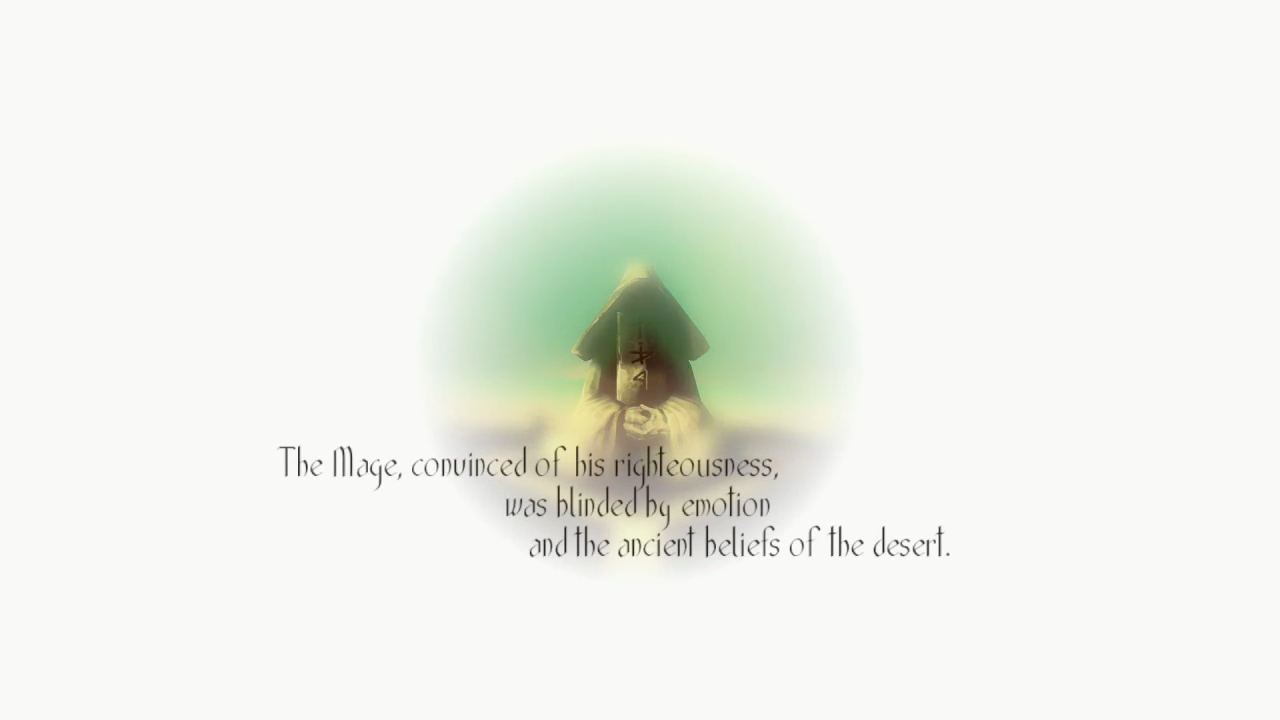 The Mage, convinced of his righteousness,
was blinded by emotion
and the ancient beliefs of the desert.